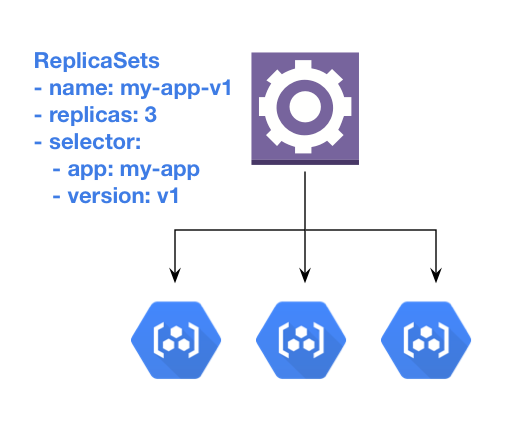 ReplicaSets
- name: my-app-v1
- replicas: 3
- selector:
- app: my-app
- version: v1